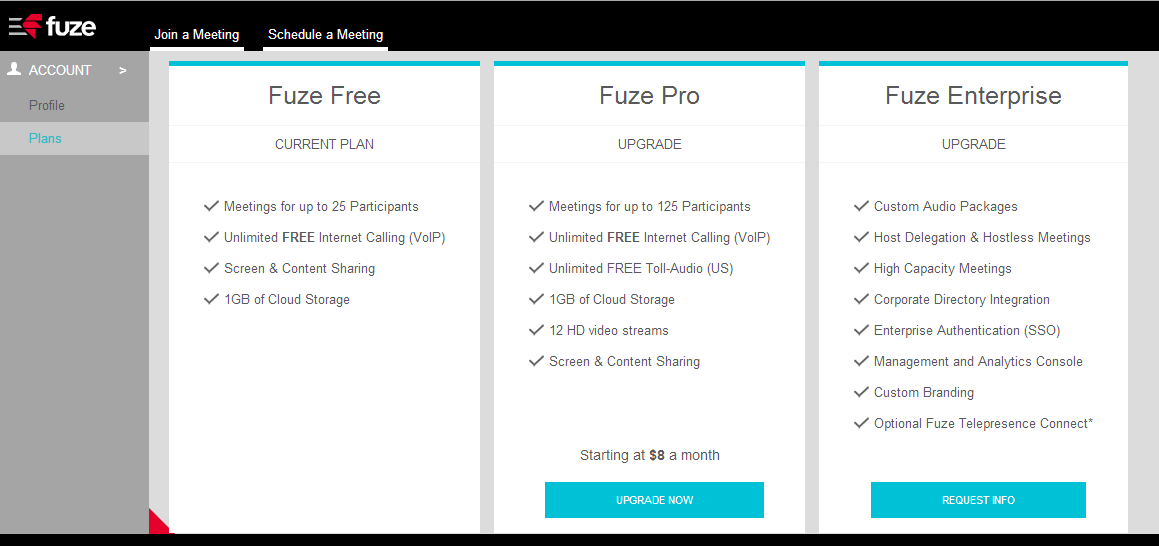 fuze
Join a Meeting
Schedule a Meeting
ACCOUNT >
Profile
Plans
Fuze Free
CURRENT PLAN
Meetings for up to 25 Participants
Unlimited FREE Internet Calling (VoIP)
Screen & Content Sharing
1GB of Cloud Storage
Fuze Pro
UPGRADE
Meetings for up to 125 Participants
Unlimited FREE Internet Calling (VoIP)
Unlimited FREE Toll-Audio (US)
1GB of Cloud Storage
12 HD video streams
Screen & Content Sharing
Starting at $8 a month
UPGRADE NOW
Fuze Enterprise
UPGRADE
Custom Audio Packages
Host Delegation & Hostless Meetings
High Capacity Meetings
Corporate Directory Integration
Enterprise Authentication (SSO)
Management and Analytics Console
Custom Branding
Optional Fuze Telepresence Connect*
REQUEST INFO